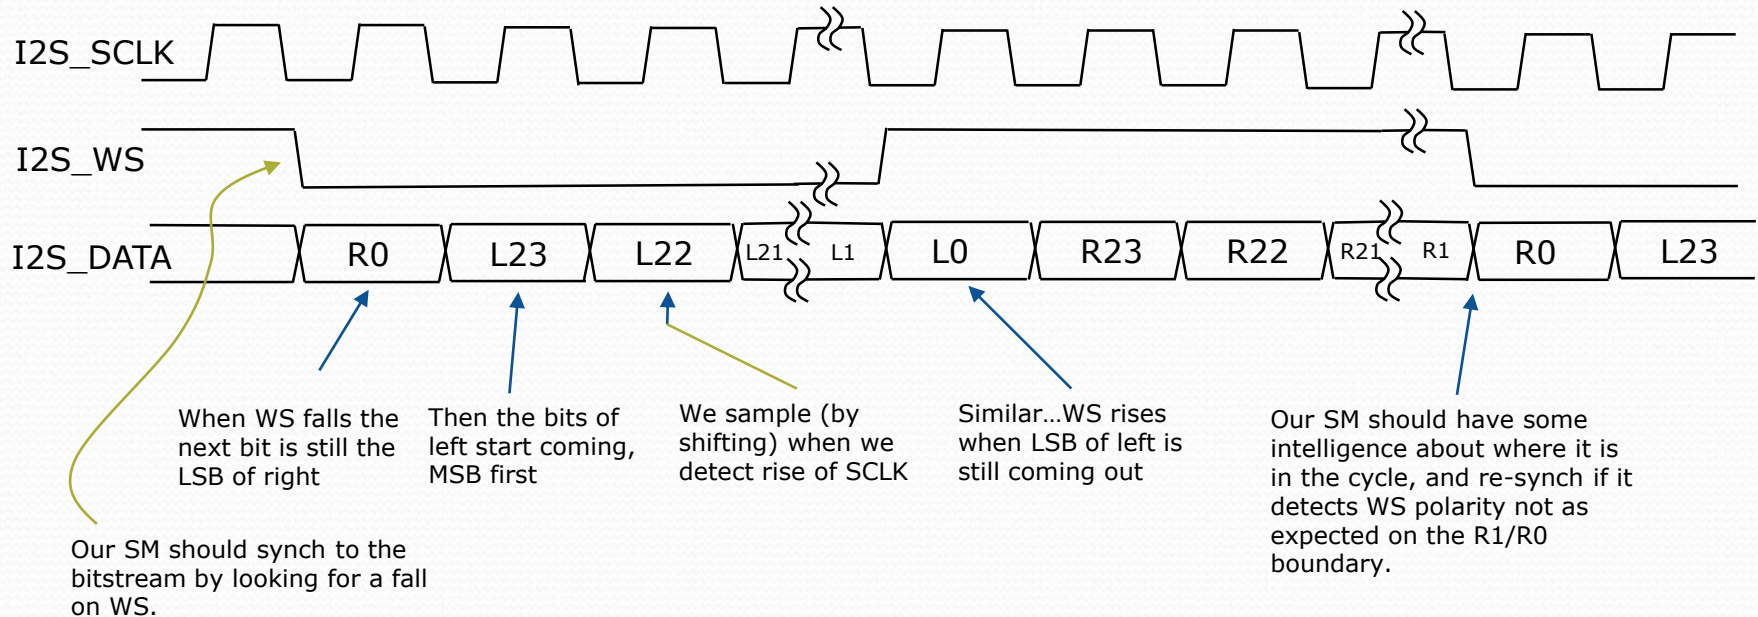 I2S_SCLK
I2S_WS
I2S_DATA
R0
L23
L22
L21
L1
L0
R23
R22
R21
R1
R0
L23
When WS falls the
next bit is still the
LSB of right
Then the bits of
left start coming,
MSB first
We sample (by
shifting) when we
detect rise of SCLK
Similar...WS rises
when LSB of left is
still coming out
Our SM should have some
intelligence about where it is
in the cycle, and re-synch if it
detects WS polarity not as
expected on the R1/R0
boundary.
Our SM should synch to the
bitstream by looking for a fall
on WS.